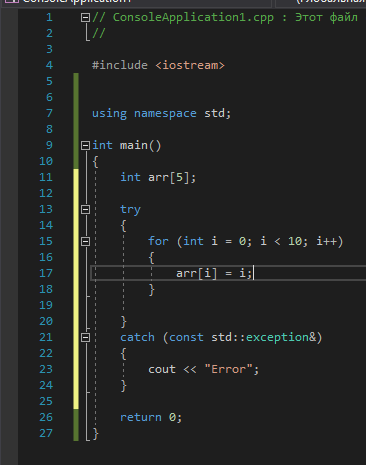 ConsoleApplication1
(Глобальная
1 // ConsoleApplication1.cpp : Этот файл
2 //
3
4 #include <iostream>
5
6
7 using namespace std;
8
9 int main()
10 {
11 int arr[5];
12
13 try
14 {
15 for (int i = 0; i < 10; i++)
16 {
17 arr[i] = i;
18 }
19
20 }
21 catch (const std::exception&)
22 {
23 cout << "Error";
24 }
25
26 return 0;
27 }